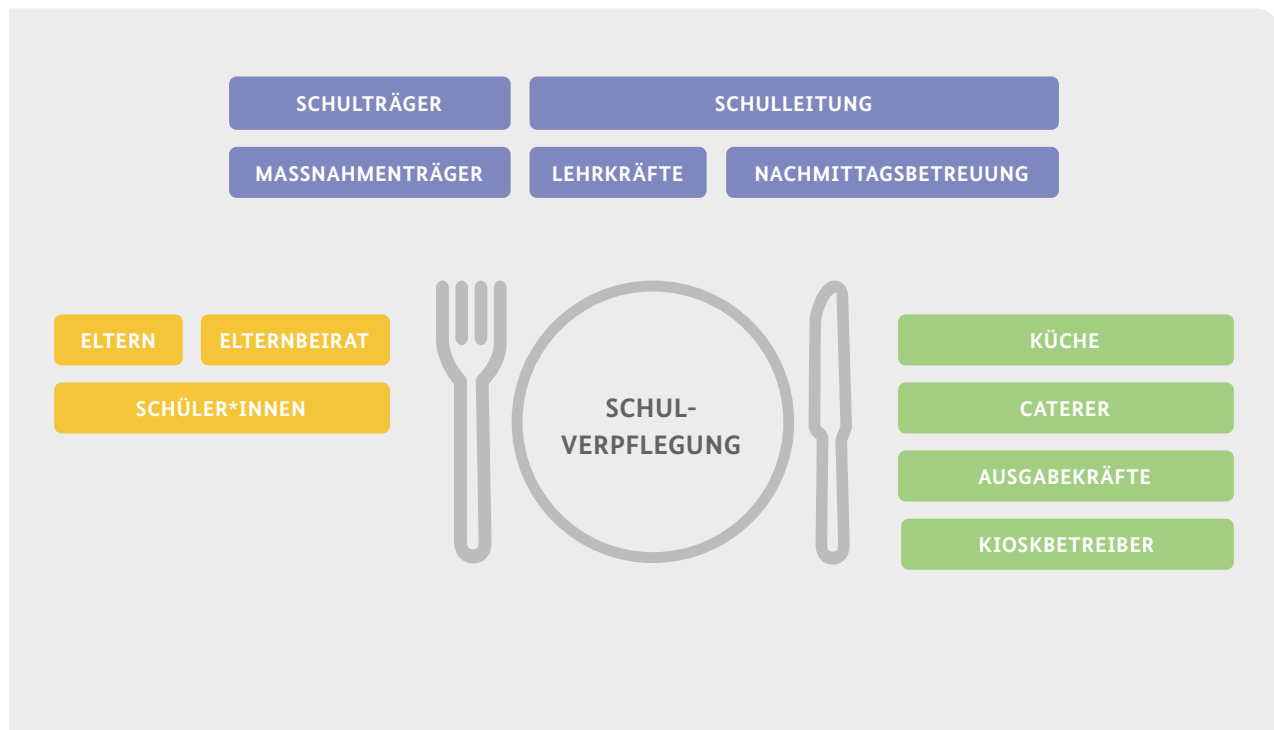 SCHULTRÄGER
SCHULLEITUNG
MASSNAHMENTRÄGER
LEHRKRÄFTE
NACHMITTAGSBETREUUNG
ELTERN
ELTERNBEIRAT
SCHÜLER*INNEN
SCHUL-
VERPFLEGUNG
KÜCHE
CATERER
AUSGABEKRÄFTE
KIOSKBETREIBER